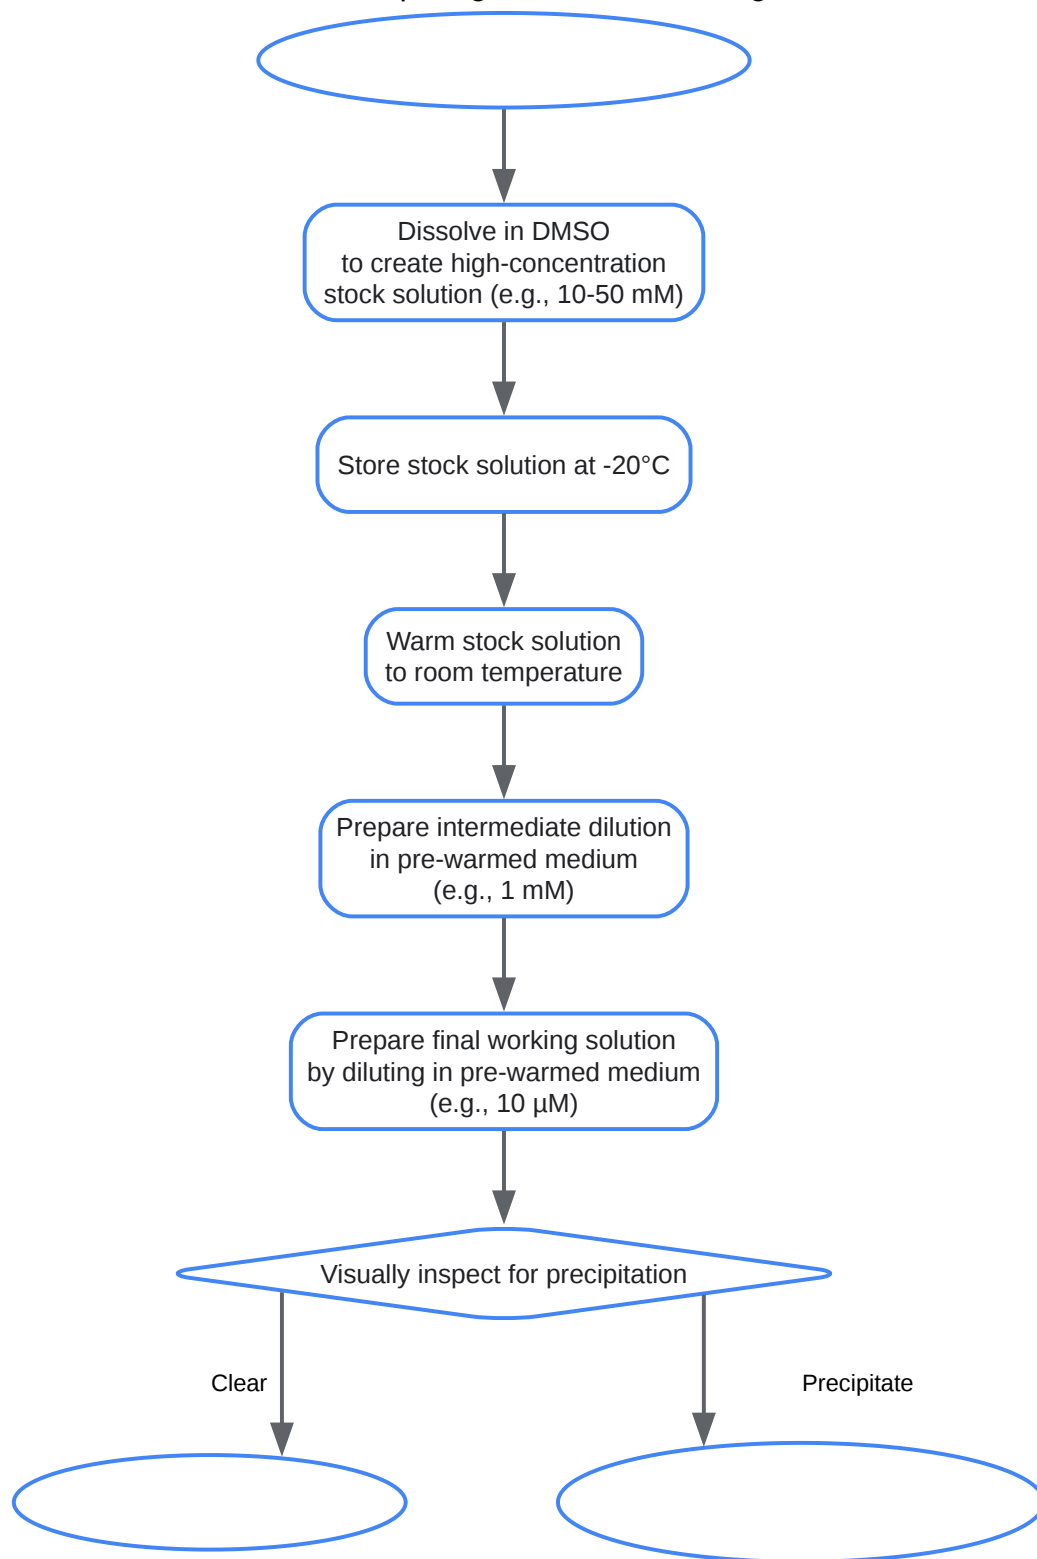 Dissolve in DMSO
to create high-concentration
stock solution (e.g., 10-50 mM)
Store stock solution at -20°C
Warm stock solution
to room temperature
Prepare intermediate dilution
in pre-warmed medium
(e.g., 1 mM)
Prepare final working solution
by diluting in pre-warmed medium
(e.g., 10 µM)
Visually inspect for precipitation
Clear
Precipitate